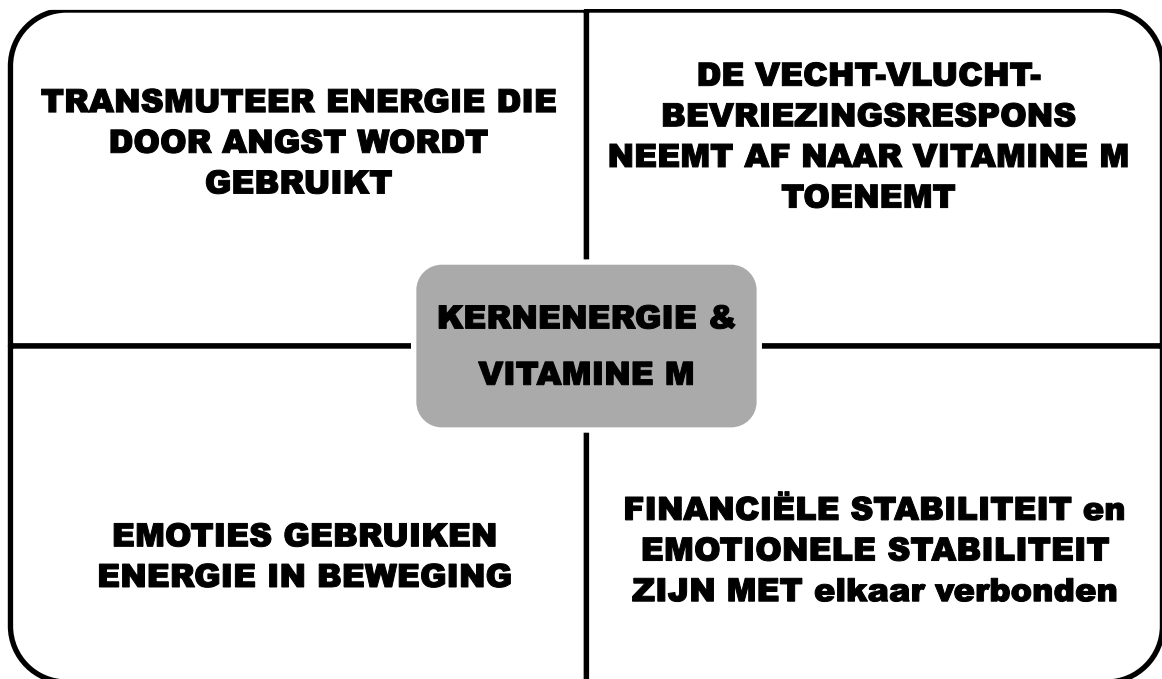 TRANSMUTEER ENERGIE DIE
DOOR ANGST WORDT
GEBRUIKT
DE VECHT-VLUCHT-
BEVRIEZINGSRESPONS
NEEMT AF NAAR VITAMINE M
TOENEMT
KERNENERGIE &
VITAMINE M
EMOTIES GEBRUIKEN
ENERGIE IN BEWEGING
FINANCIËLE STABILITEIT en
EMOTIONELE STABILITEIT
ZIJN MET elkaar verbonden